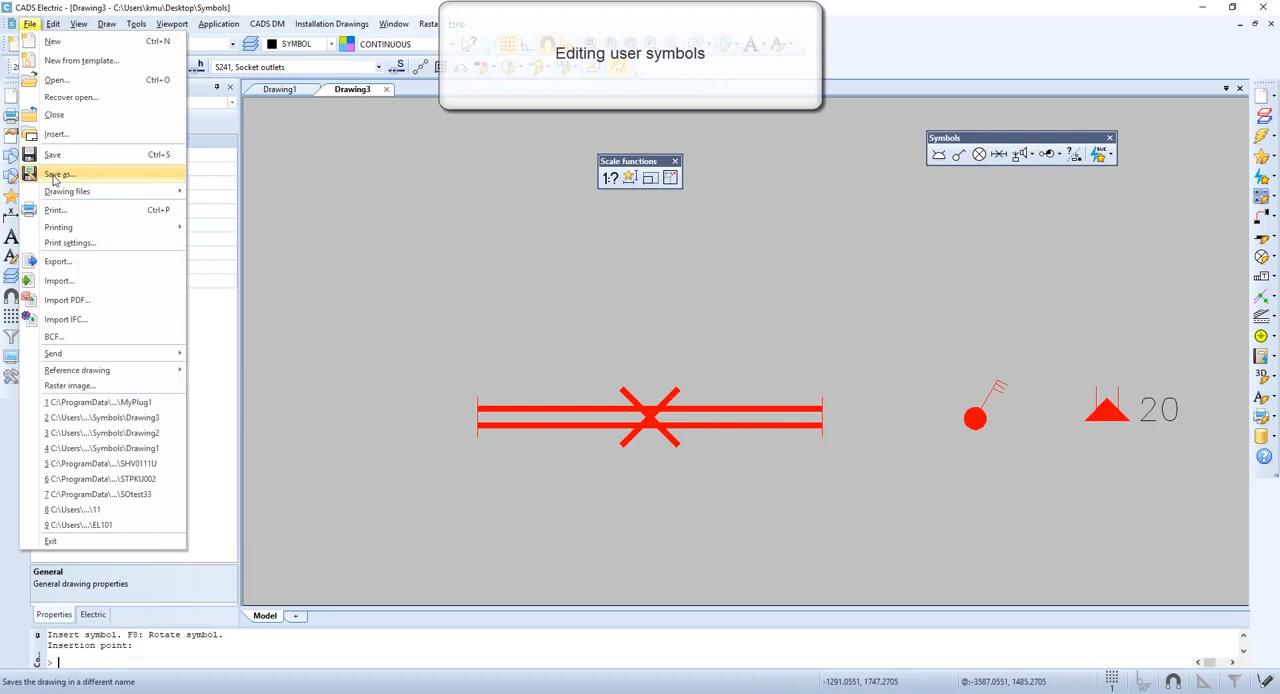 CADS Electric - [Drawing3 - C:\Users\kmu\Desktop\Symbols]
File Edit View Draw Tools Viewport Application CADS DM Installation Drawings Window Rasta Help
Editing user symbols
SYMBOL
CONTINUOUS
S241, Socket outlets
Drawing1
Drawing3
New Ctrl+N
New from template...
Open... Ctrl+O
Recover open...
Close
Insert...
Save Ctrl+S
Save as...
Drawing files
Print... Ctrl+P
Printing
Print settings...
Export...
Import...
Import PDF...
Import IFC...
BCF...
Send
Reference drawing
Raster image...
1 C:\ProgramData\...\MyPlug1
2 C:\Users\...\Symbols\Drawing3
3 C:\Users\...\Symbols\Drawing2
4 C:\Users\...\Symbols\Drawing1
5 C:\ProgramData\...\SHV0111U
6 C:\ProgramData\...\STPKU002
7 C:\ProgramData\...\SOtest33
8 C:\Users\...\11
9 C:\Users\...\EL101
Exit
Scale functions
1:?
Symbols
20
General
General drawing properties
Properties Electric
Model +
Insert symbol. F8: Rotate symbol.
Insertion point:
>
Co...
Saves the drawing in a different name
-1291.0551, 1747.2705
@:-3587.0551, 1485.2705
1